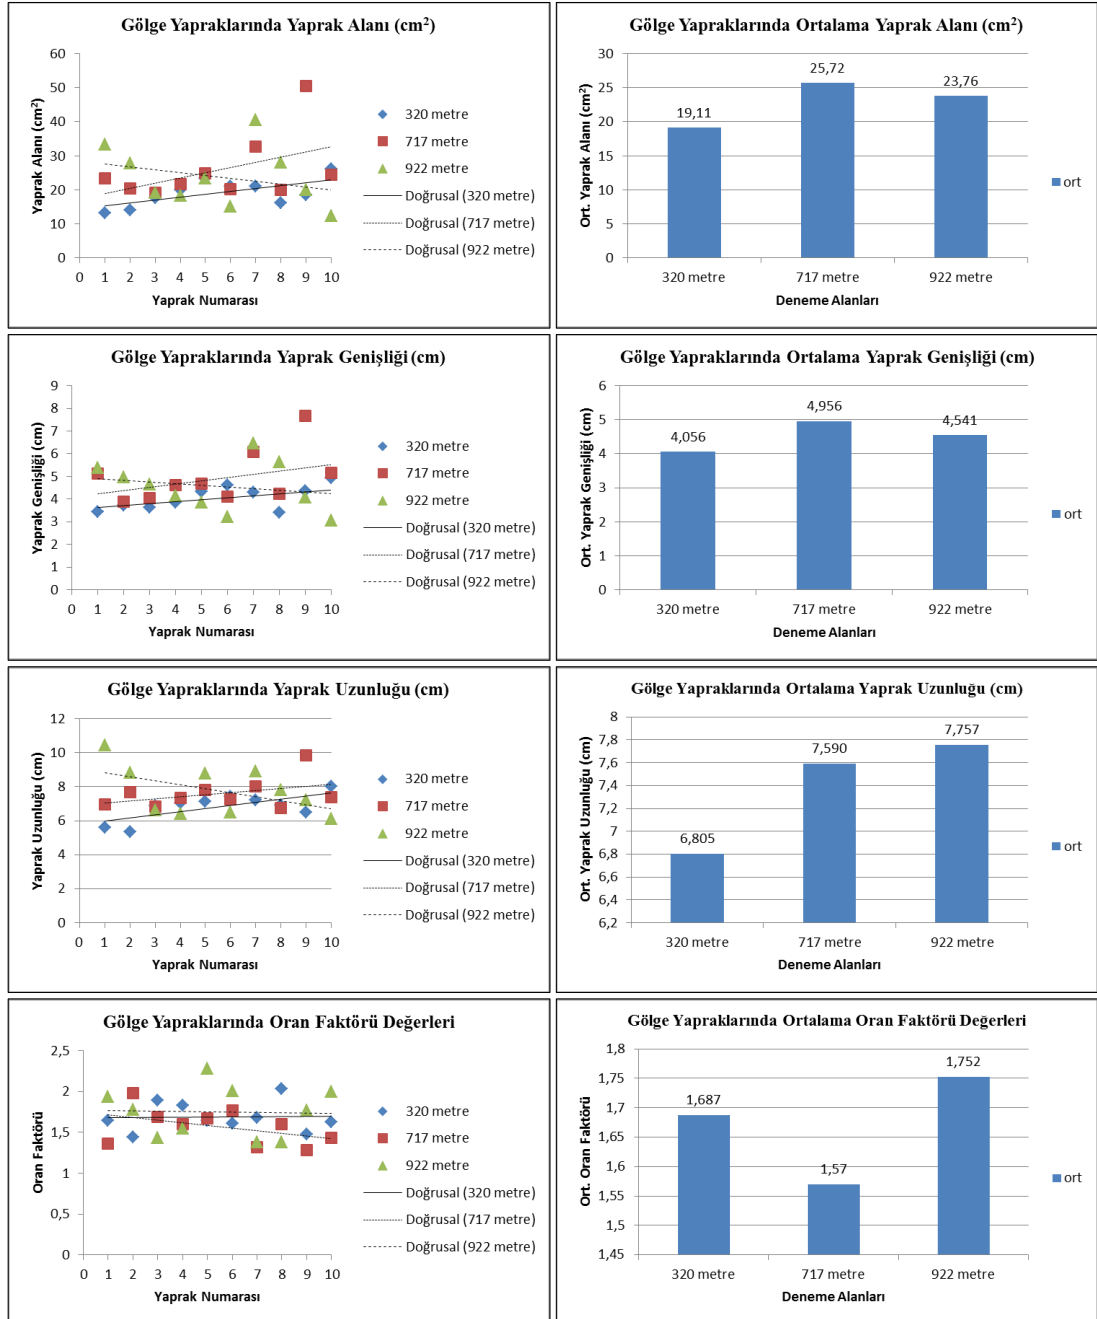 Gölge Yapraklarında Yaprak Alanı (cm²)
Yaprak Alanı (cm²)
60
50
40
30
20
10
0
0 1 2 3 4 5 6 7 8 9 10
Yaprak Numarası
320 metre
717 metre
922 metre
Doğrusal (320 metre)
Doğrusal (717 metre)
Doğrusal (922 metre)
Gölge Yapraklarında Ortalama Yaprak Alanı (cm²)
Ort. Yaprak Alanı (cm²)
30
25
20
15
10
5
0
19,11
25,72
23,76
320 metre 717 metre 922 metre
Deneme Alanları
ort
Gölge Yapraklarında Yaprak Genişliği (cm)
Yaprak Genişliği (cm)
9
8
7
6
5
4
3
2
1
0
0 1 2 3 4 5 6 7 8 9 10
Yaprak Numarası
320 metre
717 metre
922 metre
Doğrusal (320 metre)
Doğrusal (717 metre)
Doğrusal (922 metre)
Gölge Yapraklarında Ortalama Yaprak Genişliği (cm)
Ort. Yaprak Genişliği (cm)
6
5
4
3
2
1
0
4,056
4,956
4,541
320 metre 717 metre 922 metre
Deneme Alanları
ort
Gölge Yapraklarında Yaprak Uzunluğu (cm)
Yaprak Uzunluğu (cm)
12
10
8
6
4
2
0
0 1 2 3 4 5 6 7 8 9 10
Yaprak Numarası
320 metre
717 metre
922 metre
Doğrusal (320 metre)
Doğrusal (717 metre)
Doğrusal (922 metre)
Gölge Yapraklarında Ortalama Yaprak Uzunluğu (cm)
Ort. Yaprak Uzunluğu (cm)
8
7,8
7,6
7,4
7,2
7
6,8
6,6
6,4
6,2
6,805
7,590
7,757
320 metre 717 metre 922 metre
Deneme Alanları
ort
Gölge Yapraklarında Oran Faktörü Değerleri
Oran Faktörü
2,5
2
1,5
1
0,5
0
0 1 2 3 4 5 6 7 8 9 10
Yaprak Numarası
320 metre
717 metre
922 metre
Doğrusal (320 metre)
Doğrusal (717 metre)
Doğrusal (922 metre)
Gölge Yapraklarında Ortalama Oran Faktörü Değerleri
Ort. Oran Faktörü
1,8
1,75
1,7
1,65
1,6
1,55
1,5
1,45
1,687
1,57
1,752
320 metre 717 metre 922 metre
Deneme Alanları
ort